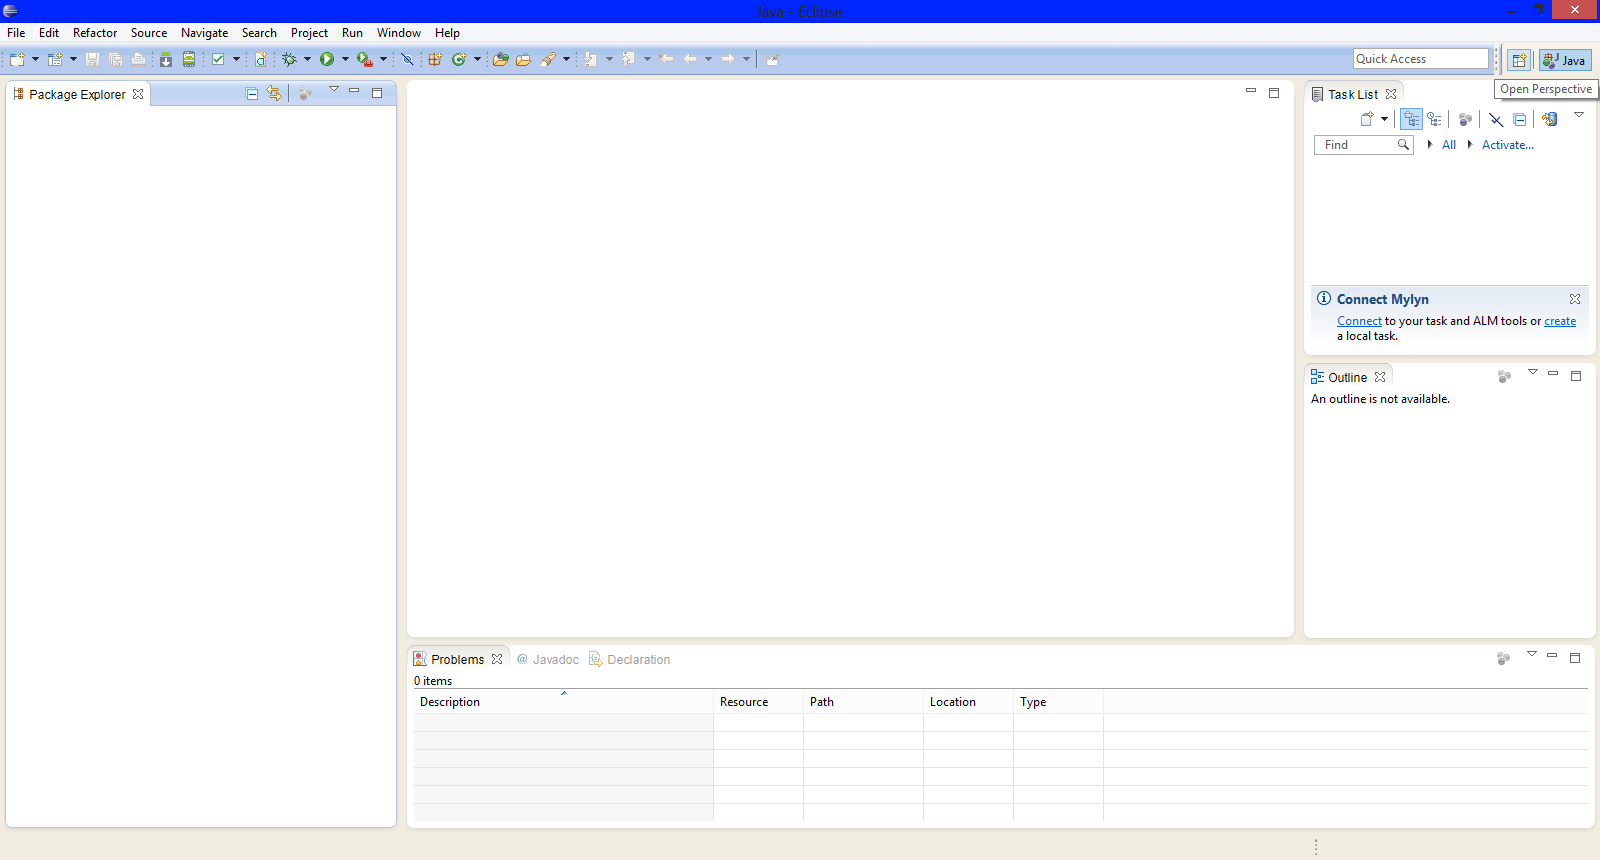 Java - Eclipse
File Edit Refactor Source Navigate Search Project Run Window Help
Quick Access
Java
Open Perspective
Package Explorer
Task List
Find
All
Activate...
Connect Mylyn
Connect to your task and ALM tools or create
a local task.
Outline
An outline is not available.
Problems @ Javadoc Declaration
0 items
Description Resource Path Location Type